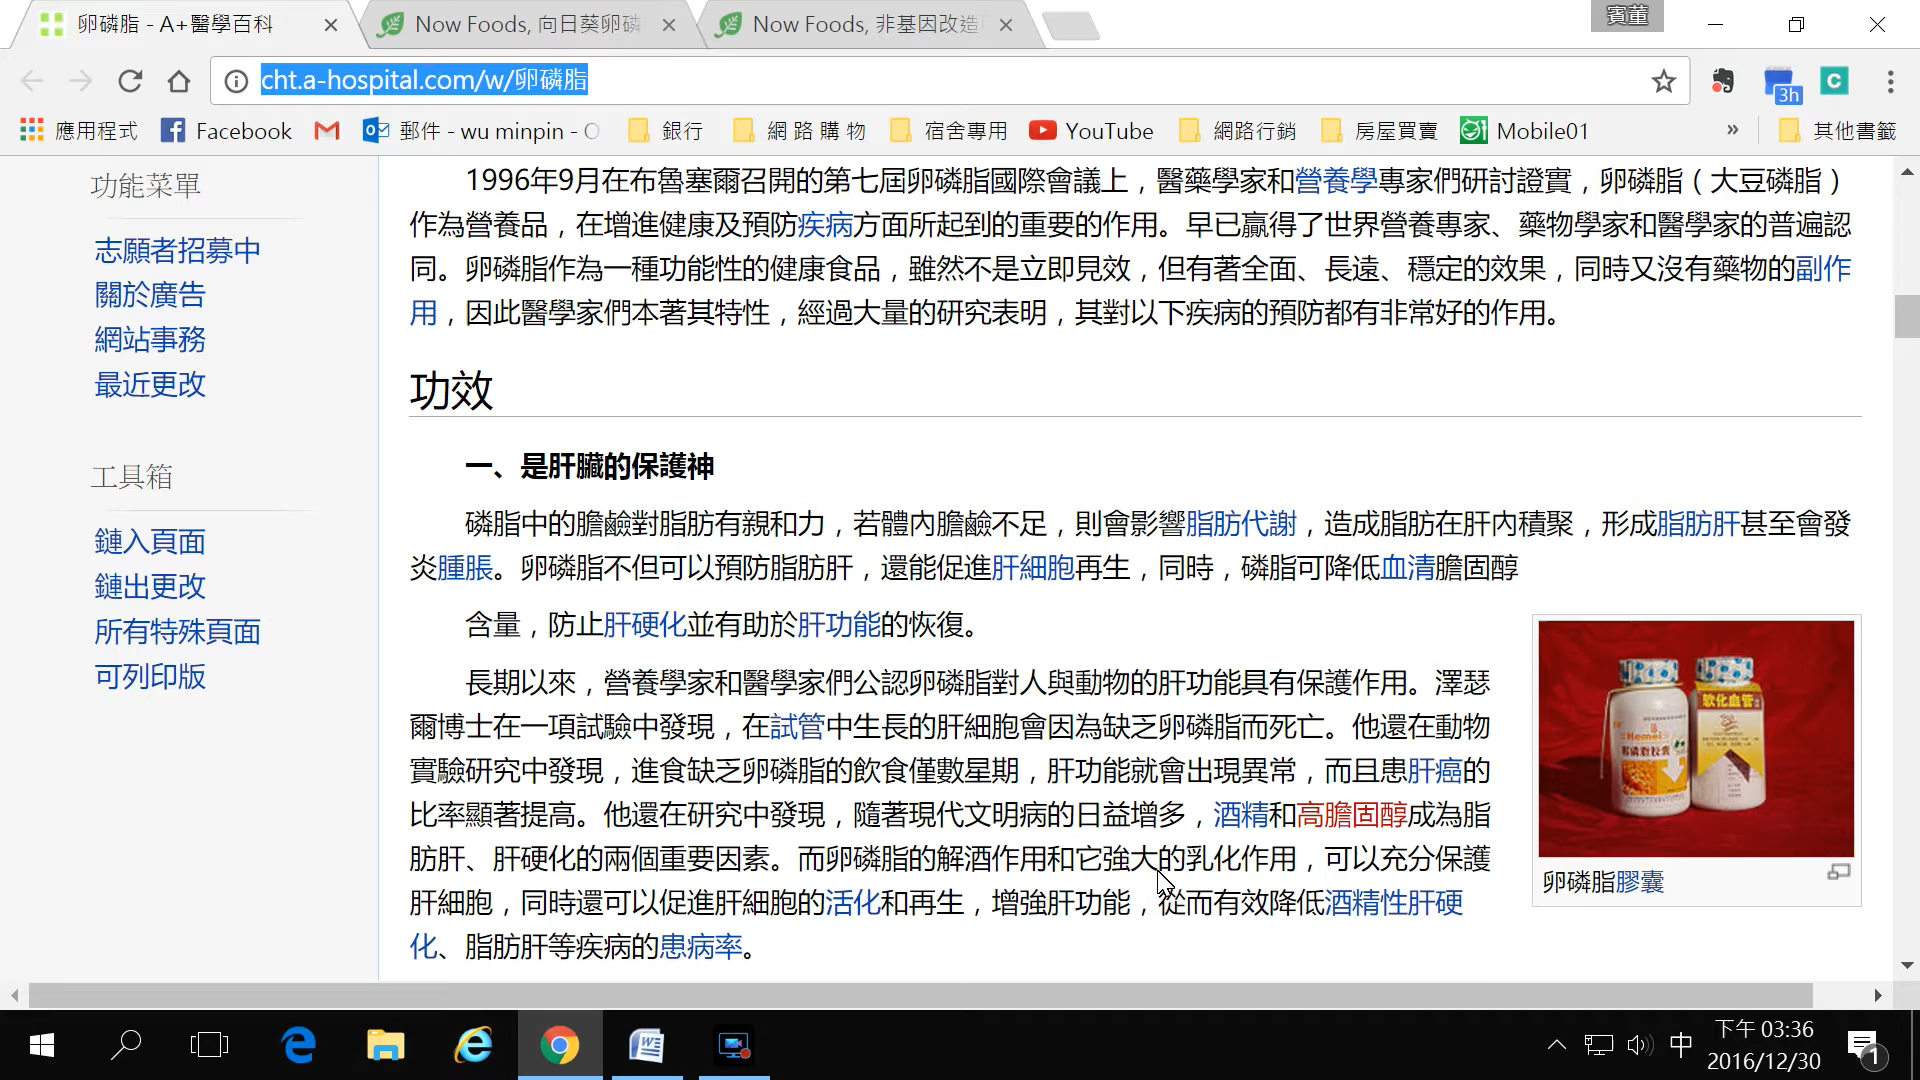 卵磷脂 - A+醫學百科
Now Foods, 向日葵卵磷
Now Foods, 非基因改造
賓董
cht.a-hospital.com/w/卵磷脂
3h
應用程式
Facebook
郵件 - wu minpin - O
銀行
網路購物
宿舍專用
YouTube
網路行銷
房屋買賣
Mobile01
»
其他書籤
功能菜單
志願者招募中
關於廣告
網站事務
最近更改
工具箱
鏈入頁面
鏈出更改
所有特殊頁面
可列印版
1996年9月在布魯塞爾召開的第七屆卵磷脂國際會議上，醫藥學家和營養學專家們研討證實，卵磷脂（大豆磷脂）
作為營養品，在增進健康及預防疾病方面所起到的重要的作用。早已贏得了世界營養專家、藥物學家和醫學家的普遍認
同。卵磷脂作為一種功能性的健康食品，雖然不是立即見效，但有著全面、長遠、穩定的效果，同時又沒有藥物的副作
用，因此醫學家們本著其特性，經過大量的研究表明，其對以下疾病的預防都有非常好的作用。
功效
一、是肝臟的保護神
磷脂中的膽鹼對脂肪有親和力，若體內膽鹼不足，則會影響脂肪代謝，造成脂肪在肝內積聚，形成脂肪肝甚至會發
炎腫脹。卵磷脂不但可以預防脂肪肝，還能促進肝細胞再生，同時，磷脂可降低血清膽固醇
含量，防止肝硬化並有助於肝功能的恢復。
長期以來，營養學家和醫學家們公認卵磷脂對人與動物的肝功能具有保護作用。澤瑟
爾博士在一項試驗中發現，在試管中生長的肝細胞會因為缺乏卵磷脂而死亡。他還在動物
實驗研究中發現，進食缺乏卵磷脂的飲食僅數星期，肝功能就會出現異常，而且患肝癌的
比率顯著提高。他還在研究中發現，隨著現代文明病的日益增多，酒精和高膽固醇成為脂
肪肝、肝硬化的兩個重要因素。而卵磷脂的解酒作用和它強大的乳化作用，可以充分保護
肝細胞，同時還可以促進肝細胞的活化和再生，增強肝功能，從而有效降低酒精性肝硬
化、脂肪肝等疾病的患病率。
軟化血管
卵磷脂膠囊
中
下午 03:36
2016/12/30
1